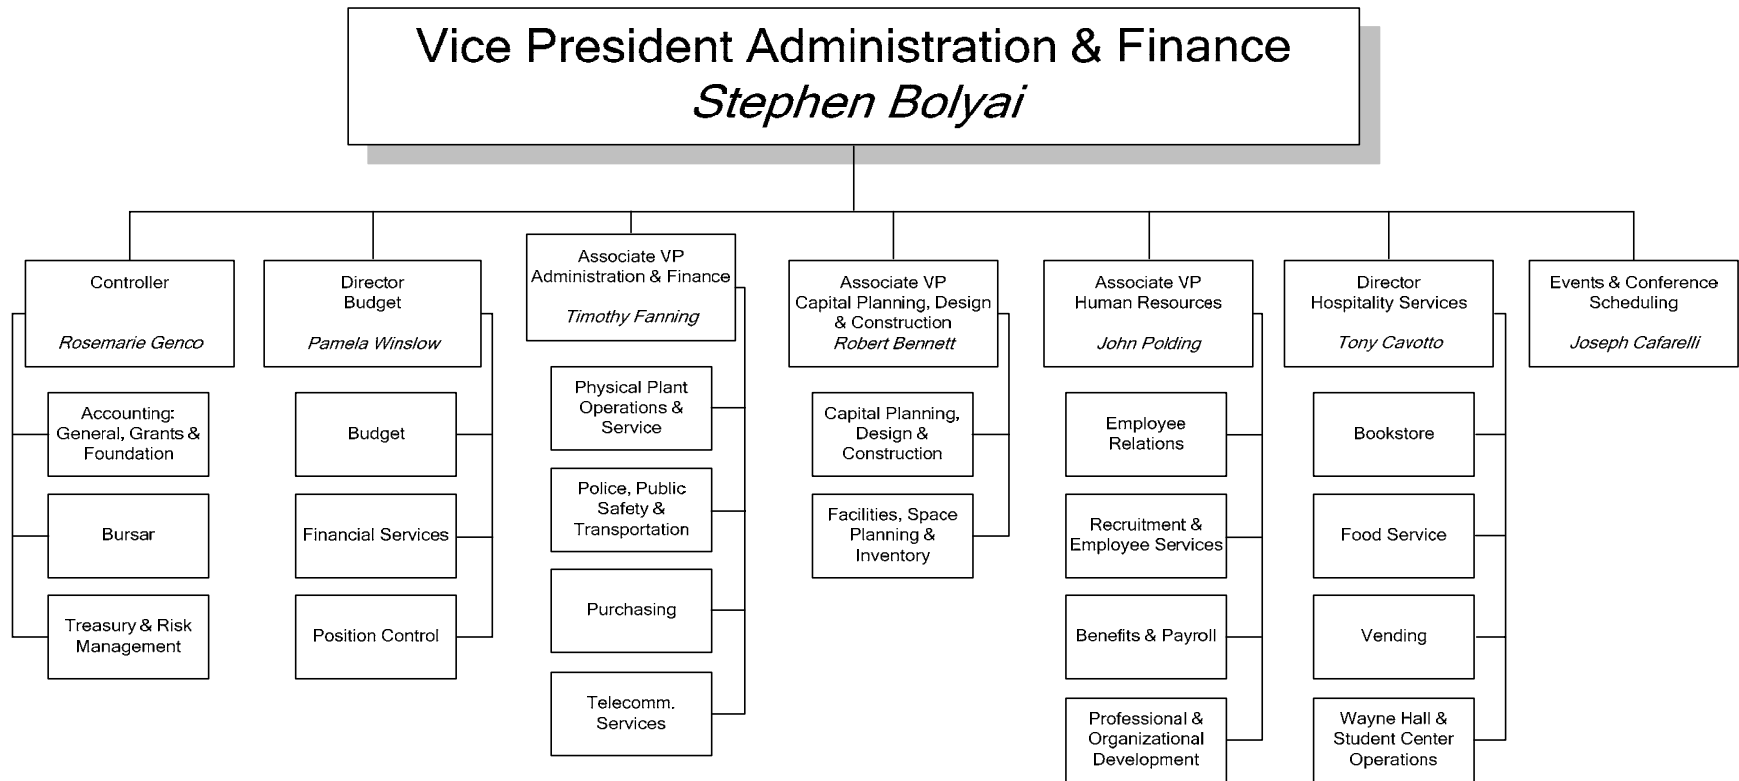 Vice President Administration & Finance
Stephen Bolyai
Controller
Rosemarie Genco
Accounting:
General, Grants &
Foundation
Bursar
Treasury & Risk
Management
Director
Budget
Pamela Winslow
Budget
Financial Services
Position Control
Associate VP
Administration & Finance
Timothy Fanning
Physical Plant
Operations &
Service
Police, Public
Safety &
Transportation
Purchasing
Telecomm.
Services
Associate VP
Capital Planning, Design
& Construction
Robert Bennett
Capital Planning,
Design &
Construction
Facilities, Space
Planning &
Inventory
Associate VP
Human Resources
John Polding
Employee
Relations
Recruitment &
Employee Services
Benefits & Payroll
Professional &
Organizational
Development
Director
Hospitality Services
Tony Cavotto
Bookstore
Food Service
Vending
Wayne Hall &
Student Center
Operations
Events & Conference
Scheduling
Joseph Cafarelli